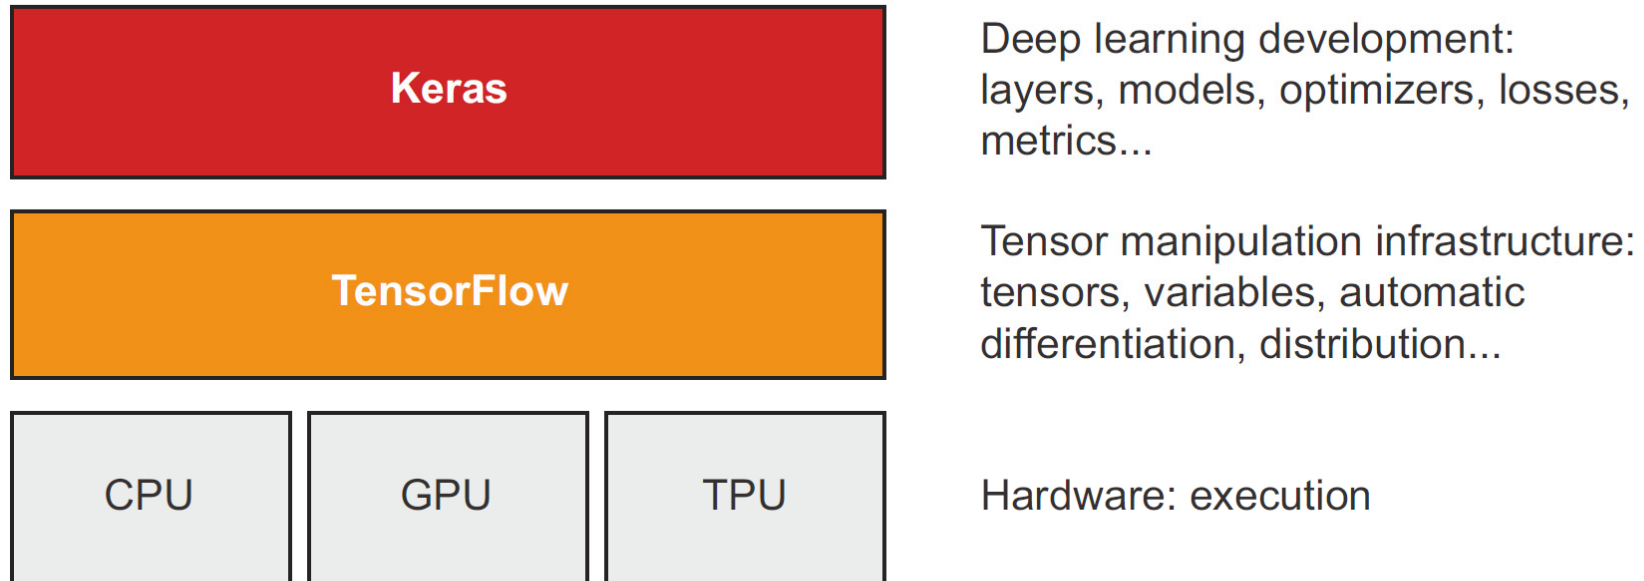 Keras
Deep learning development:
layers, models, optimizers, losses,
metrics...
TensorFlow
Tensor manipulation infrastructure:
tensors, variables, automatic
differentiation, distribution...
CPU
GPU
TPU
Hardware: execution